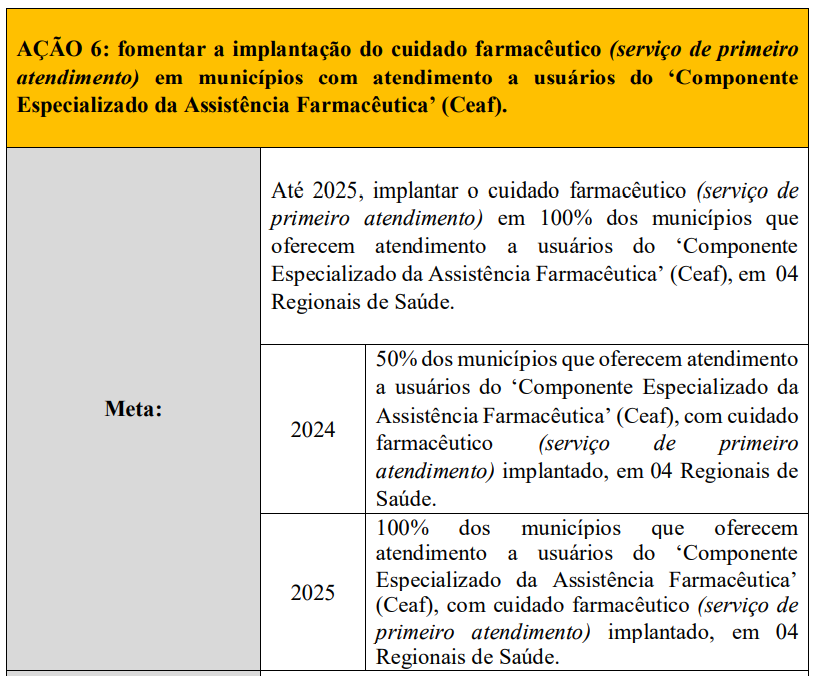 AÇÃO 6: fomentar a implantação do cuidado farmacêutico (serviço de primeiro
atendimento) em municípios com atendimento a usuários do ‘Componente
Especializado da Assistência Farmacêutica’ (Ceaf).
Meta:
Até 2025, implantar o cuidado farmacêutico (serviço de
primeiro atendimento) em 100% dos municípios que
oferecem atendimento a usuários do ‘Componente
Especializado da Assistência Farmacêutica’ (Ceaf), em 04
Regionais de Saúde.
2024
50% dos municípios que oferecem atendimento
a usuários do ‘Componente Especializado da
Assistência Farmacêutica’ (Ceaf), com cuidado
farmacêutico (serviço de primeiro
atendimento) implantado, em 04 Regionais de
Saúde.
2025
100% dos municípios que oferecem
atendimento a usuários do ‘Componente
Especializado da Assistência Farmacêutica’
(Ceaf), com cuidado farmacêutico (serviço de
primeiro atendimento) implantado, em 04
Regionais de Saúde.